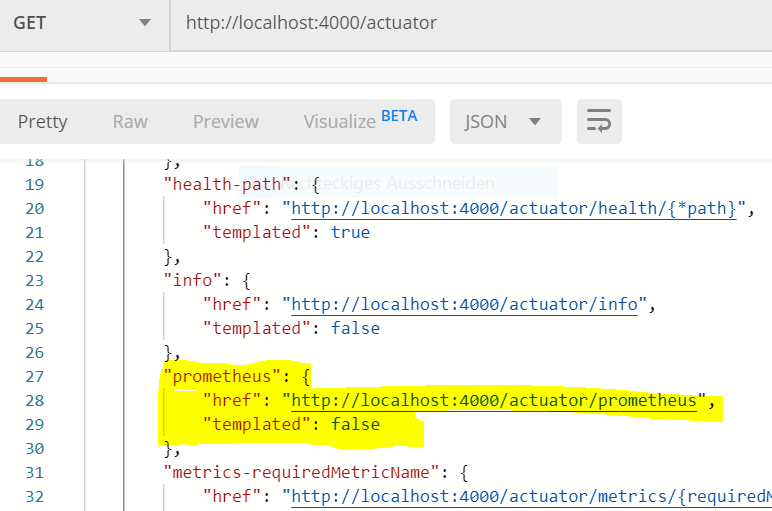 GET http://localhost:4000/actuator
Pretty Raw Preview Visualize BETA JSON
18 },
19 "health-path": {
Rechteckiges Ausschneiden
20 "href": "http://localhost:4000/actuator/health/{*path}",
21 "templated": true
22 },
23 "info": {
24 "href": "http://localhost:4000/actuator/info",
25 "templated": false
26 },
27 "prometheus": {
28 "href": "http://localhost:4000/actuator/prometheus",
29 "templated": false
30 },
31 "metrics-requiredMetricName": {
32 "href": "http://localhost:4000/actuator/metrics/{requiredM